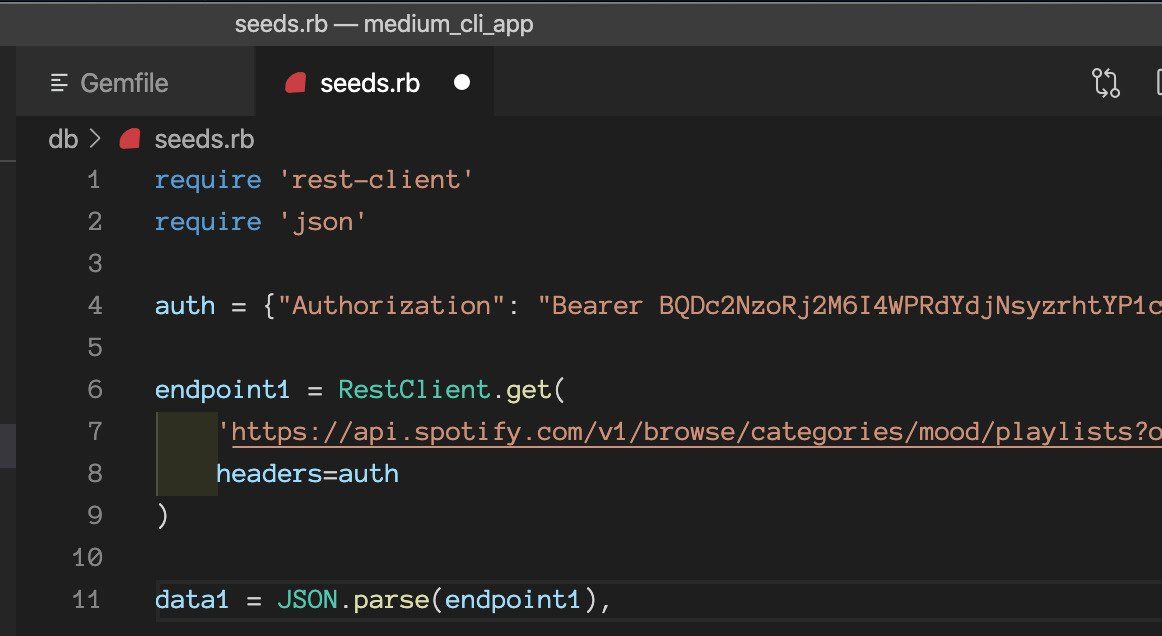 seeds.rb — medium_cli_app
Gemfile seeds.rb
db > seeds.rb
1 require 'rest-client'
2 require 'json'
3
4 auth = {"Authorization": "Bearer BQDc2NzoRj2M6I4WPRdYdjNsyzrhtYP1c
5
6 endpoint1 = RestClient.get(
7 'https://api.spotify.com/v1/browse/categories/mood/playlists?o
8 headers=auth
9 )
10
11 data1 = JSON.parse(endpoint1),